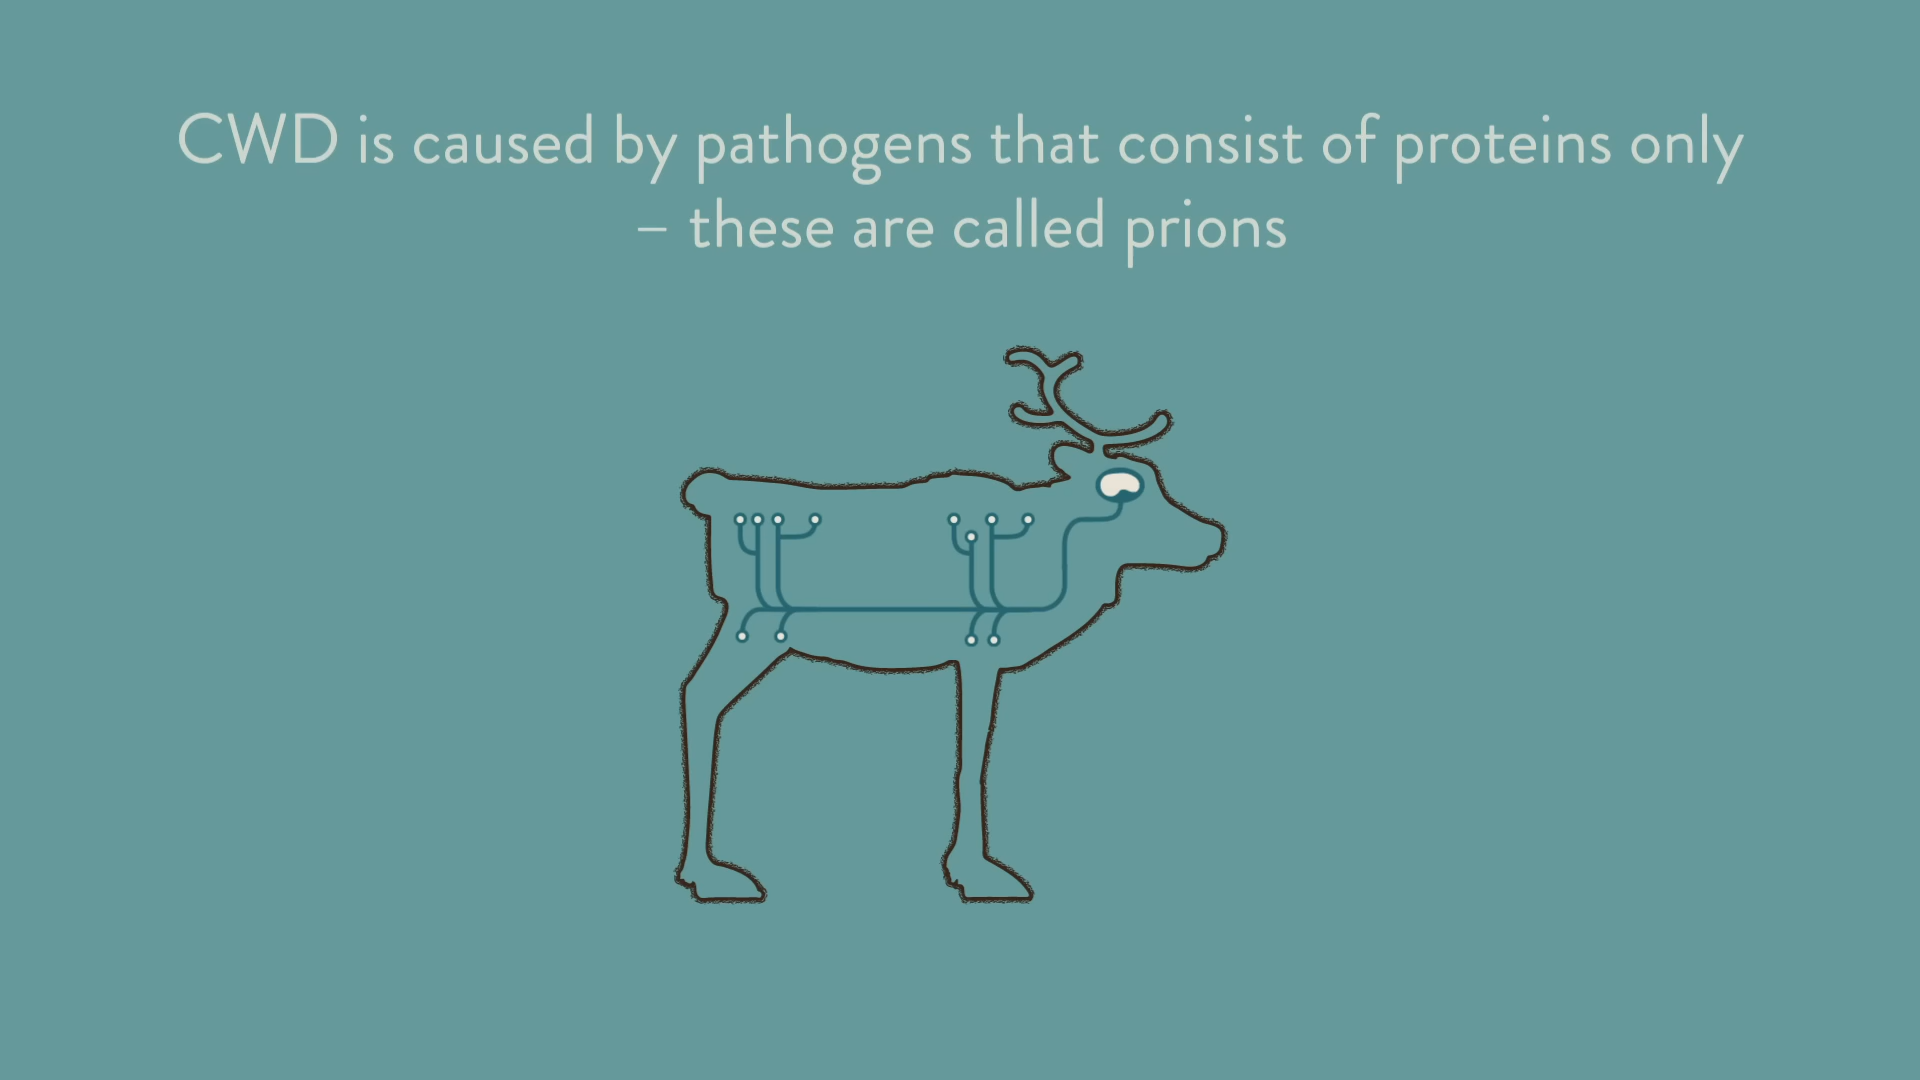 CWD is caused by pathogens that consist of proteins only
– these are called prions